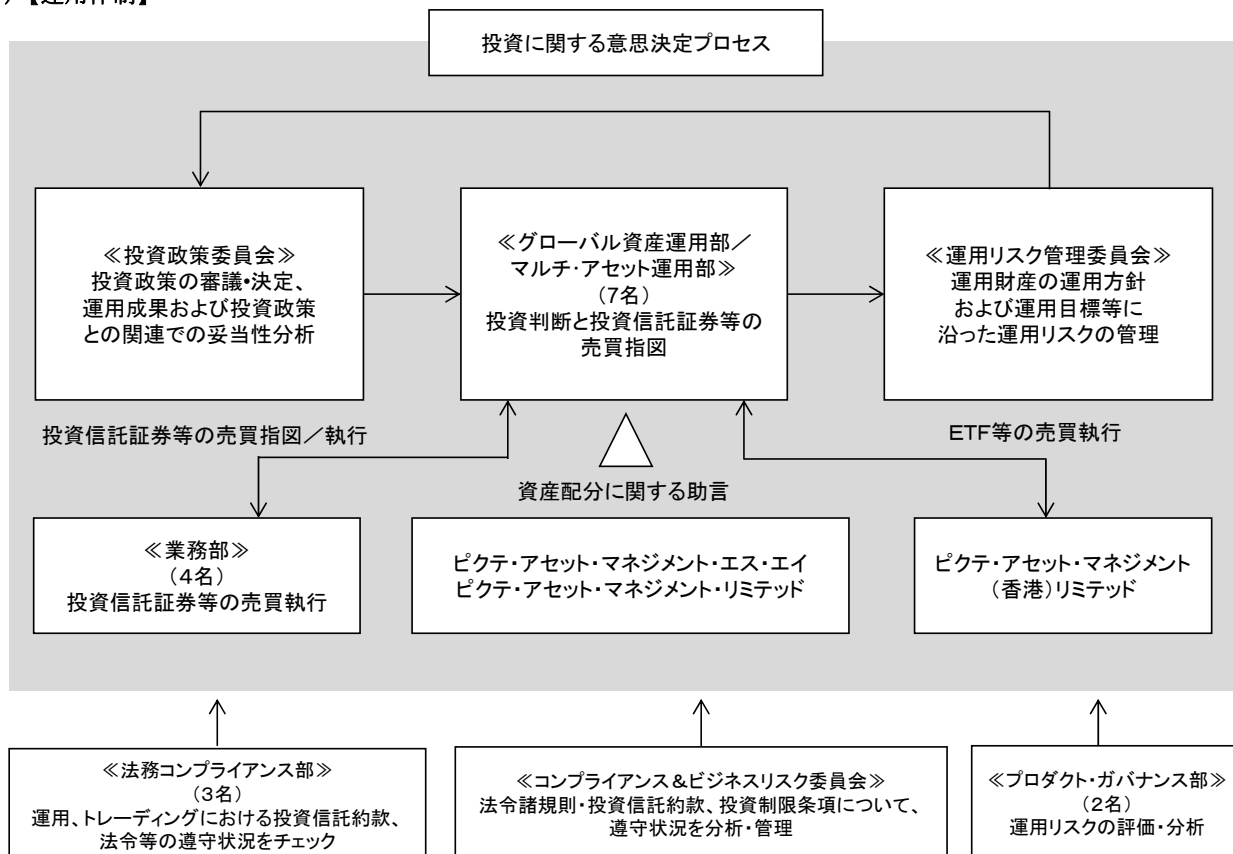 ）【運用体制】
投資に関する意思決定プロセス
≪投資政策委員会≫
投資政策の審議・決定、
運用成果および投資政策
との関連での妥当性分析
≪グローバル資産運用部／
マルチ・アセット運用部≫
（7名）
投資判断と投資信託証券等の
売買指図
≪運用リスク管理委員会≫
運用財産の運用方針
および運用目標等に
沿った運用リスクの管理
投資信託証券等の売買指図／執行
ETF等の売買執行
資産配分に関する助言
≪業務部≫
（4名）
投資信託証券等の売買執行
ピクテ・アセット・マネジメント・エス・エイ
ピクテ・アセット・マネジメント・リミテッド
ピクテ・アセット・マネジメント
（香港）リミテッド
≪法務コンプライアンス部≫
（3名）
運用、トレーディングにおける投資信託約款、
法令等の遵守状況をチェック
≪コンプライアンス＆ビジネスリスク委員会≫
法令諸規則・投資信託約款、投資制限条項について、
遵守状況を分析・管理
≪プロダクト・ガバナンス部≫
（2名）
運用リスクの評価・分析